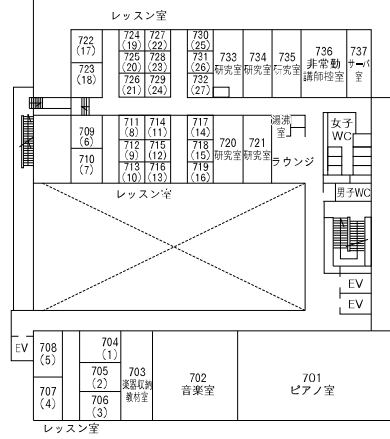 レッスン室
722
(17)
723
(18)
724
(19)
725
(20)
726
(21)
727
(22)
728
(23)
729
(24)
730
(25)
731
(26)
732
(27)
733
研究室
734
研究室
735
研究室
736
非常勤
講師控室
737
サーバ
室
709
(6)
710
(7)
711
(8)
712
(9)
713
(10)
714
(11)
715
(12)
716
(13)
717
(14)
718
(15)
719
(16)
720
研究室
721
研究室
湯沸
室
ラウンジ
女子
WC
レッスン室
男子WC
EV
EV
EV
708
(5)
707
(4)
704
(1)
705
(2)
706
(3)
703
楽器収納
教材室
702
音楽室
701
ピアノ室
レッスン室